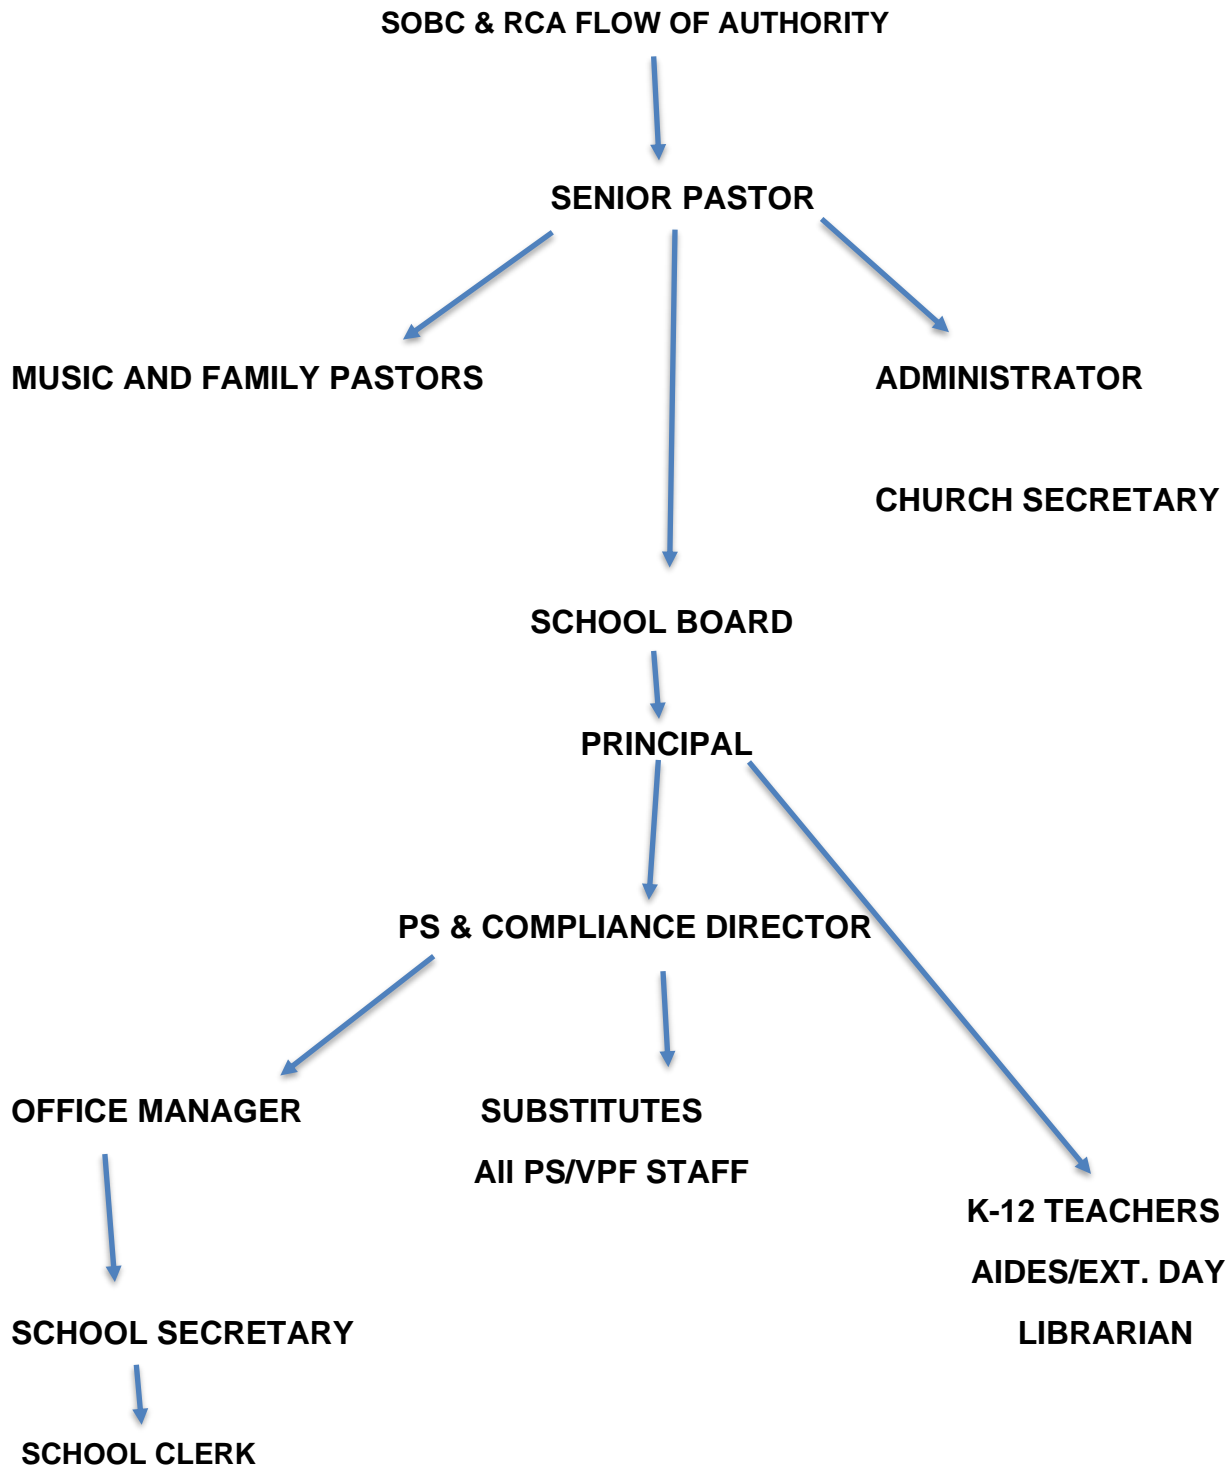 SOBC & RCA FLOW OF AUTHORITY
SENIOR PASTOR
MUSIC AND FAMILY PASTORS ADMINISTRATOR
CHURCH SECRETARY
SCHOOL BOARD
PRINCIPAL
PS & COMPLIANCE DIRECTOR
OFFICE MANAGER SUBSTITUTES
All PS/VPF STAFF
K-12 TEACHERS
AIDES/EXT. DAY
SCHOOL SECRETARY LIBRARIAN
SCHOOL CLERK